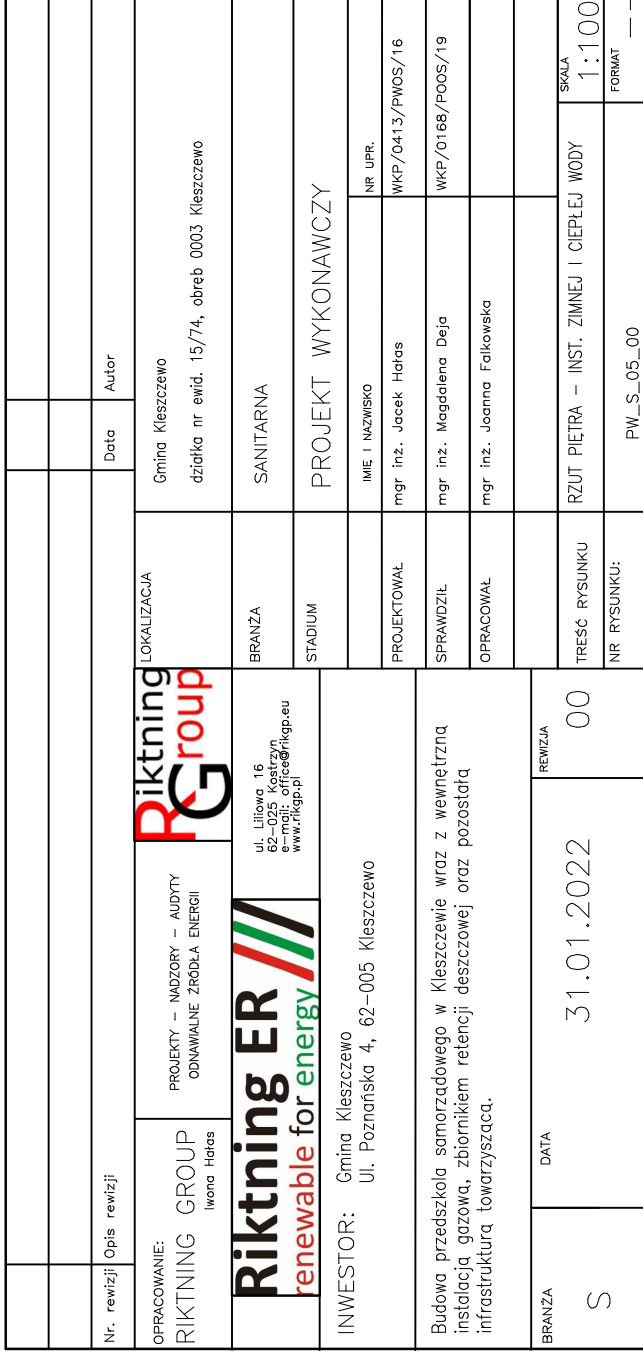 Nr. rewizji Opis rewizji Data Autor
OPRACOWANIE:
RIKTNING GROUP
Iwona Hałas
PROJEKTY – NADZORY – AUDYTY
ODNAWIALNE ŹRÓDŁA ENERGII
Riktning
Group
LOKALIZACJA
Gmina Kleszczewo
działka nr ewid. 15/74, obreb 0003 Kleszczewo
Riktning ER
renewable for energy
ul. Liliowa 16
62-025 Kostrzyn
e-mail: office@rikgp.eu
www.rikgp.pl
BRANŻA SANITARNA
STADIUM PROJEKT WYKONAWCZY
INWESTOR: Gmina Kleszczewo
Ul. Poznańska 4, 62-005 Kleszczewo
IMIĘ I NAZWISKO NR UPR.
PROJEKTOWAŁ mgr inż. Jacek Hałas WKP/0413/PWOS/16
SPRAWDZIŁ mgr inż. Magdalena Deja WKP/0168/POOS/19
OPRACOWAŁ mgr inż. Joanna Falkowska
Budowa przedszkola samorządowego w Kleszczewie wraz z wewnętrzną
instalacją gazową, zbiornikiem retencji deszczowej oraz pozostałą
infrastrukturą towarzyszącą.
BRANŻA
S
DATA
31.01.2022
REWIZJA
00
TREŚĆ RYSUNKU RZUT PIĘTRA – INST. ZIMNEJ I CIEPŁEJ WODY
SKALA
1:100
NR RYSUNKU: PW_S_05_00
FORMAT